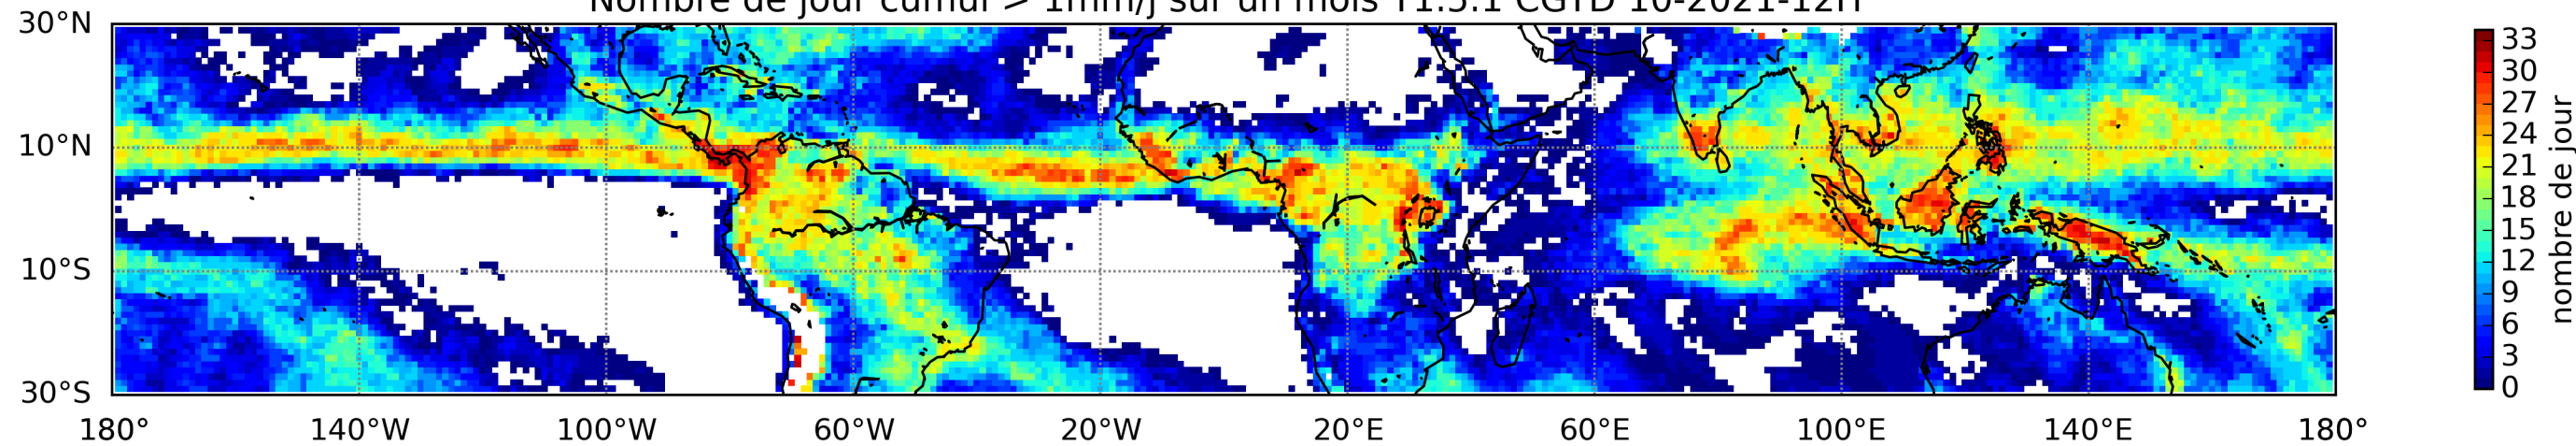 Nombre de jour cumul > 1mm/j sur un mois T1.5.1 CGTD 10-2021-12H
30°N
10°N
10°S
30°S
180° 140°W 100°W 60°W 20°W 20°E 60°E 100°E 140°E 180°
33
30
27
24
21
18
15
12
9
6
3
0
nombre de jour